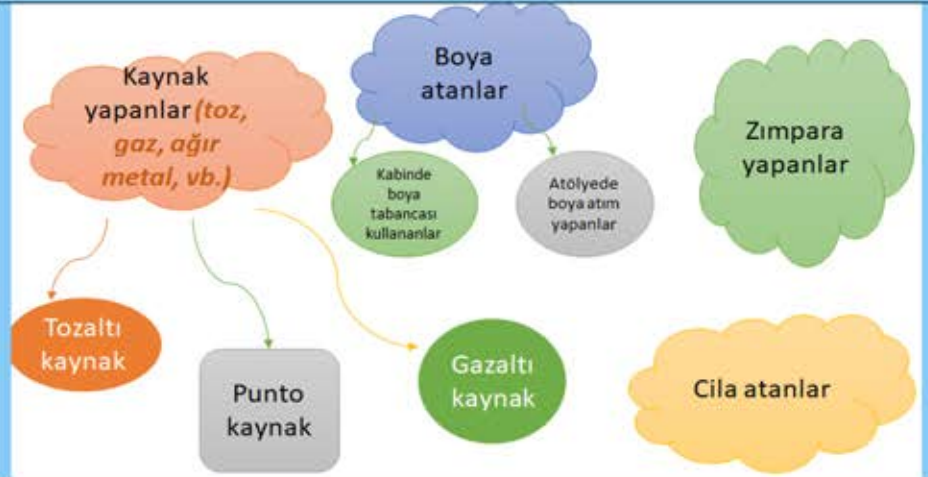 Kaynak
yapanlar (toz,
gaz, ağır
metal, vb.)
Boya
atanlar
Zımpara
yapanlar
Kabinde
boya
tabancası
kullananlar
Atölyede
boya atım
yapanlar
Tozaltı
kaynak
Punto
kaynak
Gazaltı
kaynak
Cila atanlar